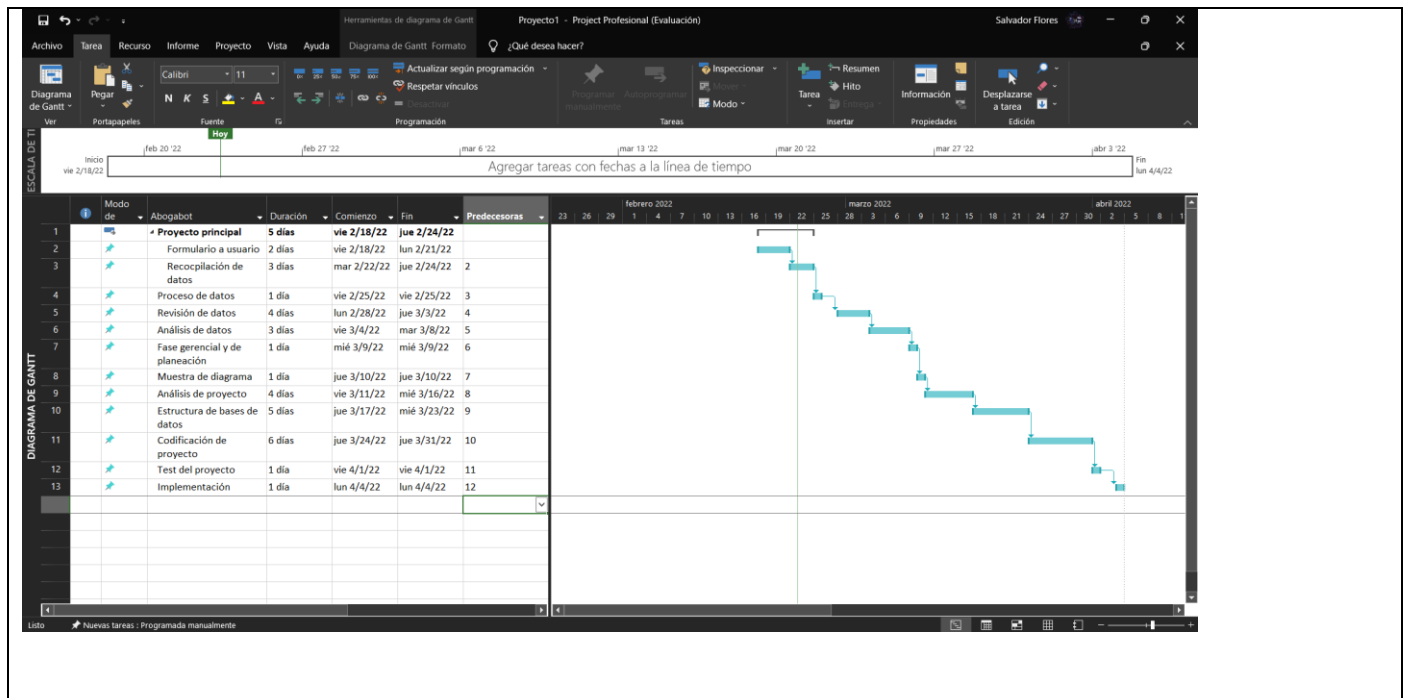 Herramientas de diagrama de Gantt
Proyecto1 - Project Profesional (Evaluación)
Salvador Flores
Archivo Tarea Recurso Informe Proyecto Vista Ayuda Diagrama de Gantt Formato ¿Qué desea hacer?
Diagrama de Gantt
Ver
Pegar
Portapapeles
Calibri 11
N K S A
Fuente
0% 25% 50% 75% 100%
Actualizar según programación
Respetar vínculos
Desactivar
Programación
Programar manualmente
Autoprogramar
Inspeccionar
Mover
Modo
Tareas
Tarea
Resumen
Hito
Entrega
Insertar
Información
Propiedades
Desplazarse a tarea
Edición
ESCALA DE TI
Hoy
feb 20 '22 feb 27 '22 mar 6 '22 mar 13 '22 mar 20 '22 mar 27 '22 abr 3 '22
Inicio
vie 2/18/22
Agregar tareas con fechas a la línea de tiempo
Fin
lun 4/4/22
DIAGRAMA DE GANTT
Modo de Abogabot Duración Comienzo Fin Predecesoras
febrero 2022 marzo 2022 abril 2022
23 26 29 1 4 7 10 13 16 19 22 25 28 3 6 9 12 15 18 21 24 27 30 2 5 8 1
1 Proyecto principal 5 días vie 2/18/22 jue 2/24/22
2 Formulario a usuario 2 días vie 2/18/22 lun 2/21/22
3 Recocpilación de datos 3 días mar 2/22/22 jue 2/24/22 2
4 Proceso de datos 1 día vie 2/25/22 vie 2/25/22 3
5 Revisión de datos 4 días lun 2/28/22 jue 3/3/22 4
6 Análisis de datos 3 días vie 3/4/22 mar 3/8/22 5
7 Fase gerencial y de planeación 1 día mié 3/9/22 mié 3/9/22 6
8 Muestra de diagrama 1 día jue 3/10/22 jue 3/10/22 7
9 Análisis de proyecto 4 días vie 3/11/22 mié 3/16/22 8
10 Estructura de bases de datos 5 días jue 3/17/22 mié 3/23/22 9
11 Codificación de proyecto 6 días jue 3/24/22 jue 3/31/22 10
12 Test del proyecto 1 día vie 4/1/22 vie 4/1/22 11
13 Implementación 1 día lun 4/4/22 lun 4/4/22 12
Listo Nuevas tareas : Programada manualmente